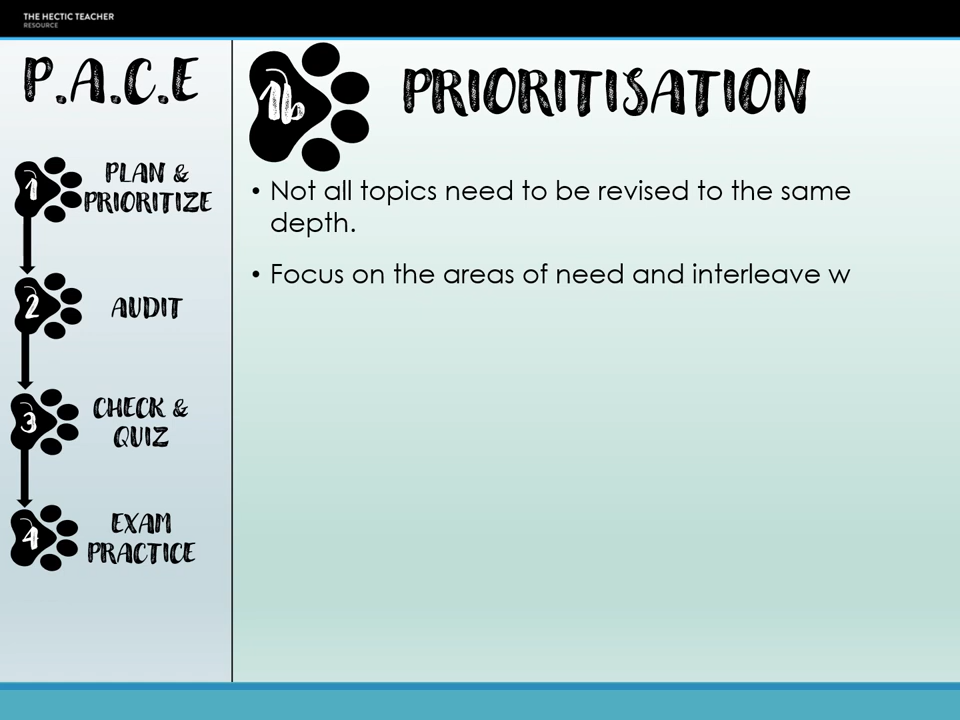 THE HECTIC TEACHER
RESOURCE
P.A.C.E
1
PLAN &
PRIORITIZE
2
AUDIT
3
CHECK &
QUIZ
4
EXAM
PRACTICE
1b
PRIORITISATION
• Not all topics need to be revised to the same
depth.
• Focus on the areas of need and interleave w